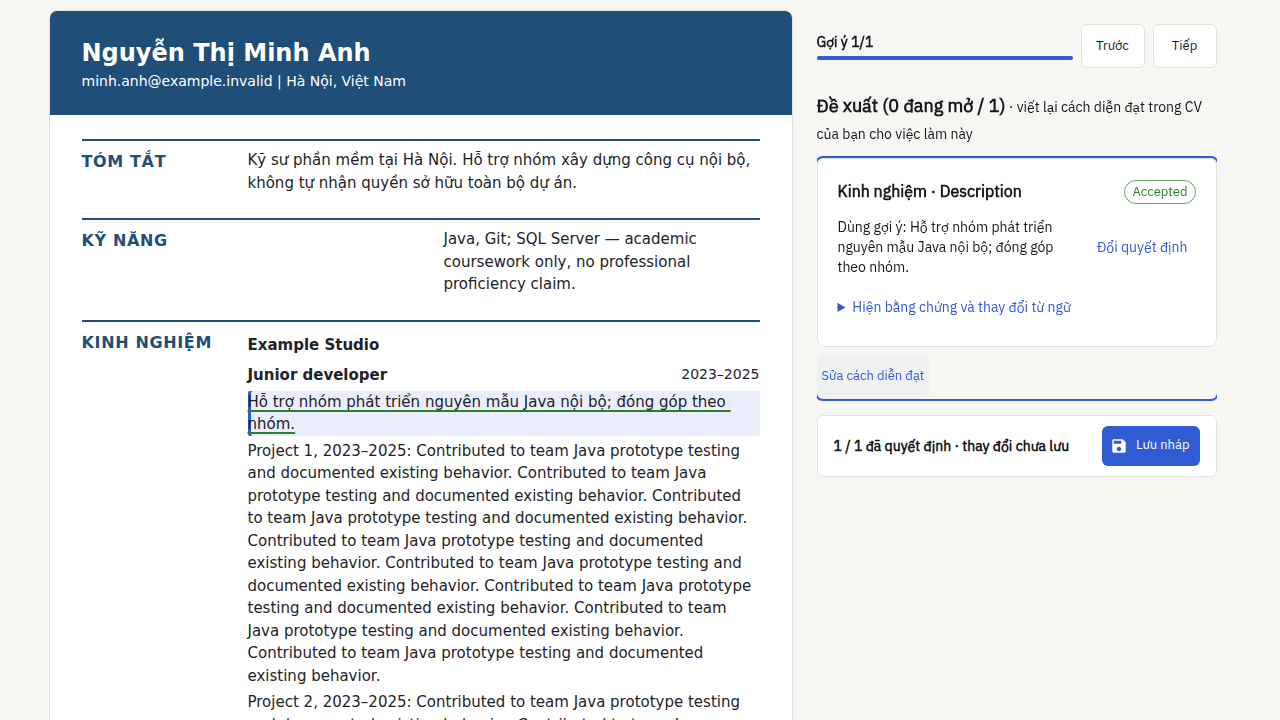 Nguyễn Thị Minh Anh
minh.anh@example.invalid | Hà Nội, Việt Nam
TÓM TẮT
Kỹ sư phần mềm tại Hà Nội. Hỗ trợ nhóm xây dựng công cụ nội bộ,
không tự nhận quyền sở hữu toàn bộ dự án.
KỸ NĂNG
Java, Git; SQL Server — academic
coursework only, no professional
proficiency claim.
KINH NGHIỆM
Example Studio
Junior developer
2023–2025
Hỗ trợ nhóm phát triển nguyên mẫu Java nội bộ; đóng góp theo
nhóm.
Project 1, 2023–2025: Contributed to team Java prototype testing
and documented existing behavior. Contributed to team Java
prototype testing and documented existing behavior. Contributed
to team Java prototype testing and documented existing behavior.
Contributed to team Java prototype testing and documented
existing behavior. Contributed to team Java prototype testing and
documented existing behavior. Contributed to team Java prototype
testing and documented existing behavior. Contributed to team
Java prototype testing and documented existing behavior.
Contributed to team Java prototype testing and documented
existing behavior.
Project 2, 2023–2025: Contributed to team Java prototype testing
Gợi ý 1/1
Trước
Tiếp
Đề xuất (0 đang mở / 1) · viết lại cách diễn đạt trong CV
của bạn cho việc làm này
Kinh nghiệm · Description
Accepted
Dùng gợi ý: Hỗ trợ nhóm phát triển
nguyên mẫu Java nội bộ; đóng góp
theo nhóm.
Đổi quyết định
Hiện bằng chứng và thay đổi từ ngữ
Sửa cách diễn đạt
1 / 1 đã quyết định · thay đổi chưa lưu
Lưu nháp